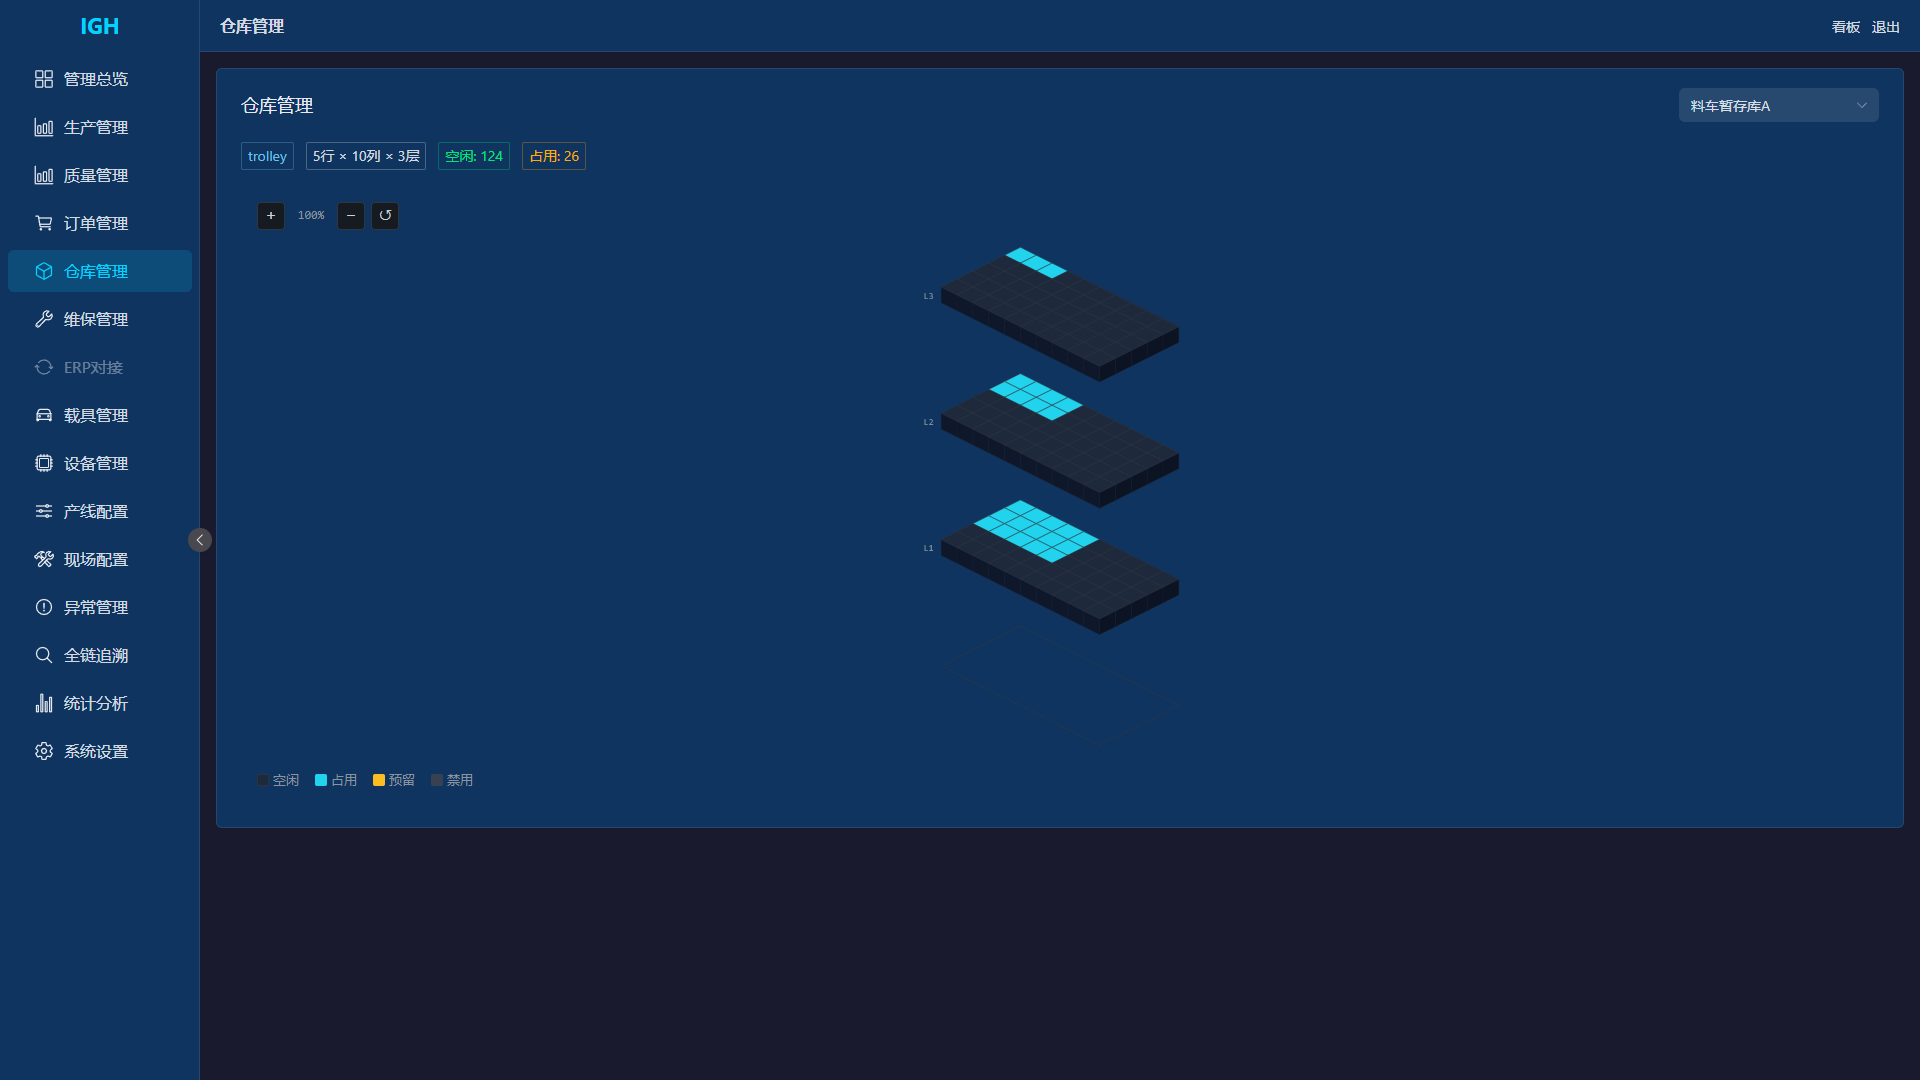 IGH
管理总览
生产管理
质量管理
订单管理
仓库管理
维保管理
ERP对接
载具管理
设备管理
产线配置
现场配置
异常管理
全链追溯
统计分析
系统设置
仓库管理
看板 退出
仓库管理
料车暂存库A
trolley 5行 × 10列 × 3层 空闲: 124 占用: 26
+ 100% −
L3
L2
L1
空闲 占用 预留 禁用